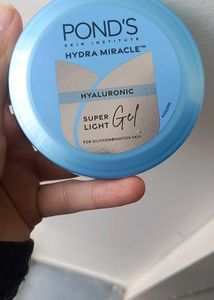 POND'S
SKIN INSTITUTE
HYDRA MIRACLE™
HYALURONIC
SUPER
LIGHT Gel
FOR OILY/COMBINATION SKIN